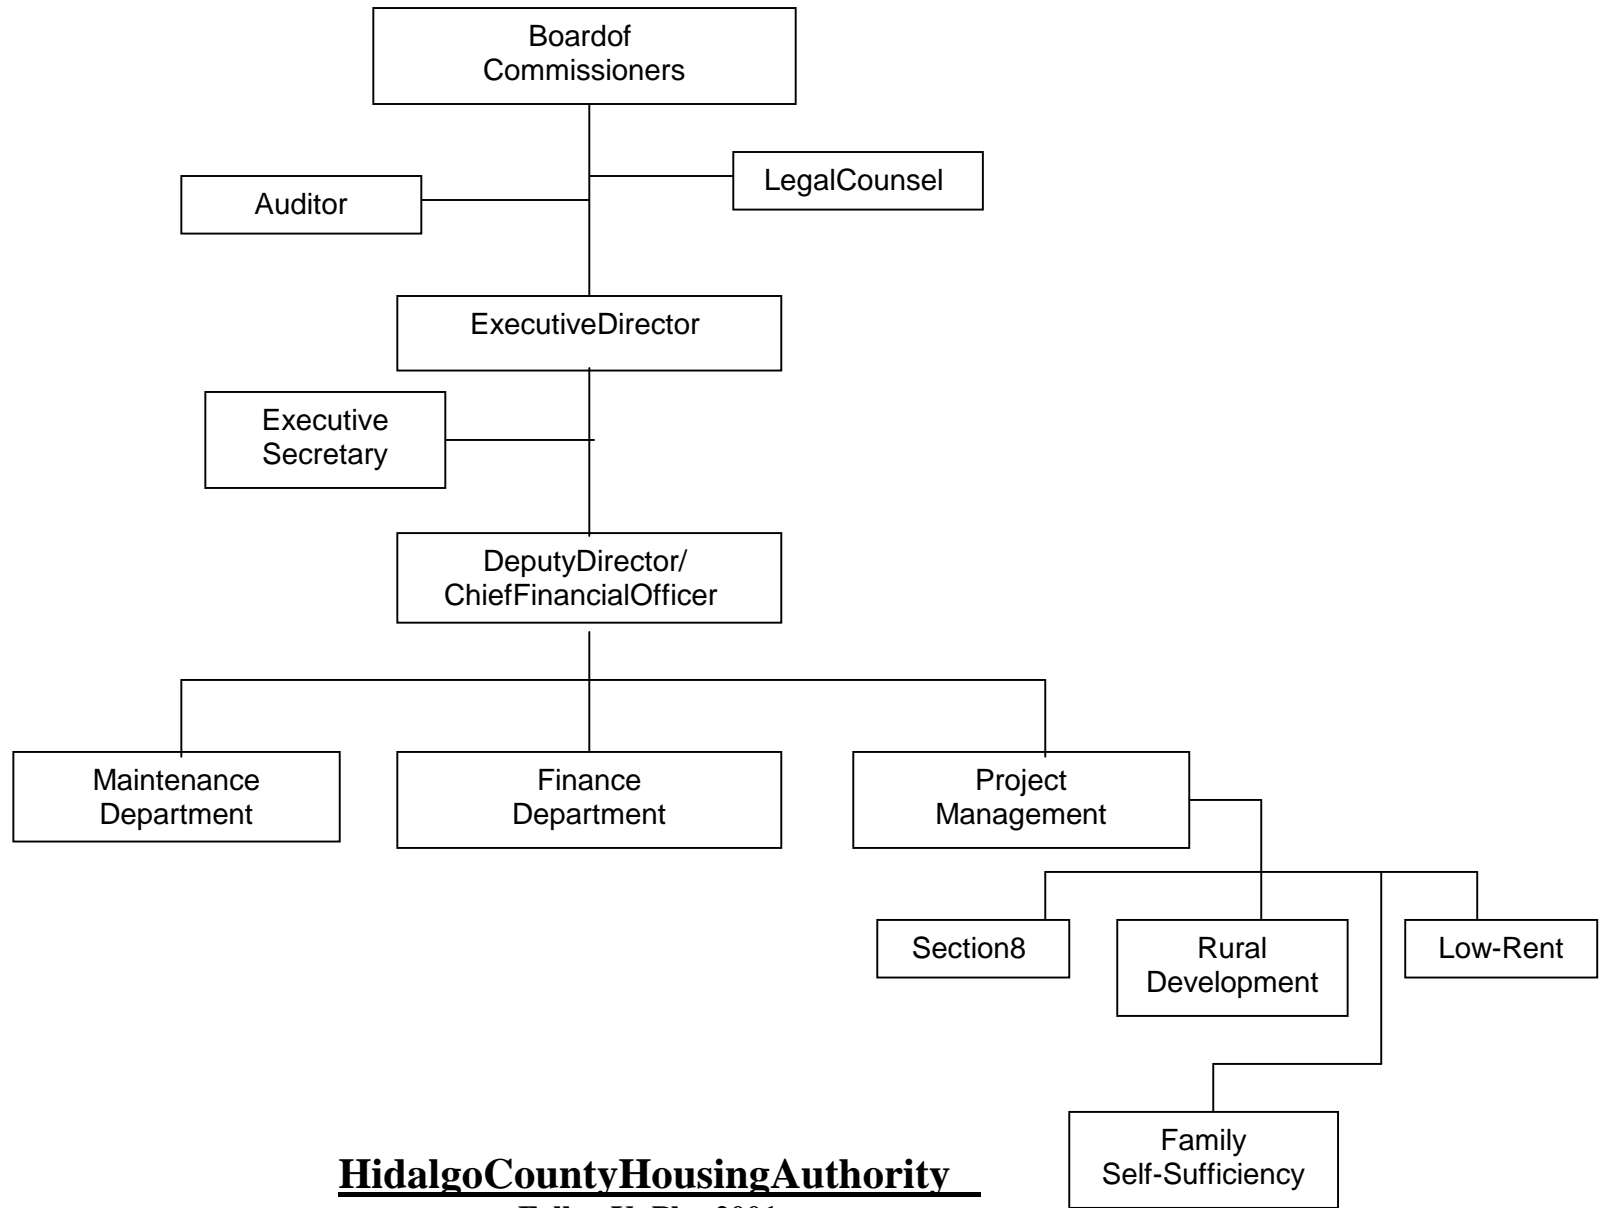 Boardof
Commissioners
LegalCounsel
Auditor
ExecutiveDirector
Executive
Secretary
DeputyDirector/
ChiefFinancialOfficer
Maintenance
Department
Finance
Department
Project
Management
Section8
Rural
Development
Low-Rent
Family
Self-Sufficiency
HidalgoCountyHousingAuthority